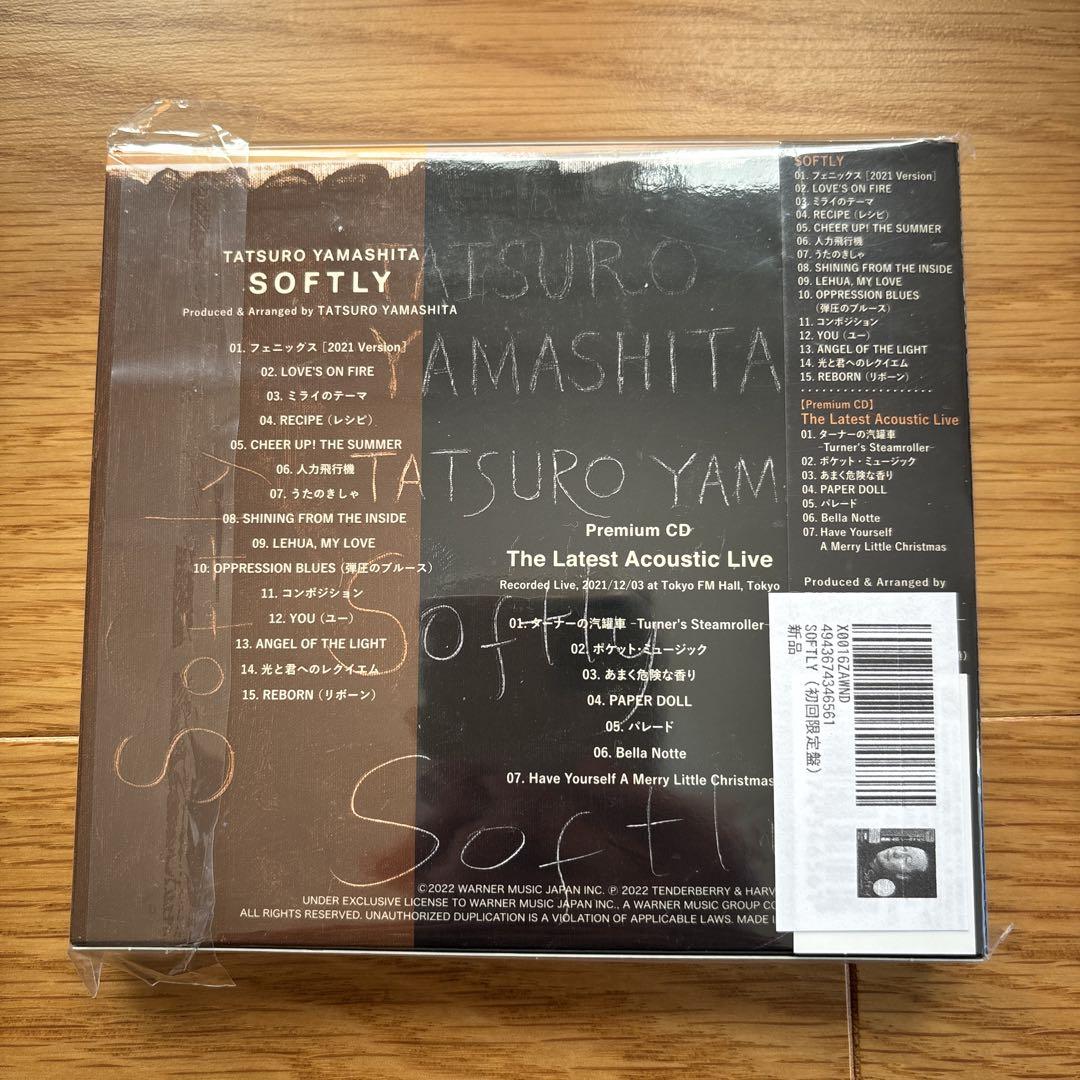 TATSURO YAMASHITA
SOFTLY
Produced & Arranged by TATSURO YAMASHITA
01. フェニックス [2021 Version]
02. LOVE'S ON FIRE
03. ミライのテーマ
04. RECIPE (レシピ)
05. CHEER UP! THE SUMMER
06. 人力飛行機
07. うたのきしゃ
08. SHINING FROM THE INSIDE
09. LEHUA, MY LOVE
10. OPPRESSION BLUES (弾圧のブルース)
11. コンポジション
12. YOU (ユー)
13. ANGEL OF THE LIGHT
14. 光と君へのレクイエム
15. REBORN (リボーン)
TATSURO
YAMASHITA
TATSURO YAM
Softly
Softl
Softly
Premium CD
The Latest Acoustic Live
Recorded Live, 2021/12/03 at Tokyo FM Hall, Tokyo
01. ターナーの汽罐車 -Turner's Steamroller-
02. ポケット・ミュージック
03. あまく危険な香り
04. PAPER DOLL
05. パレード
06. Bella Notte
07. Have Yourself A Merry Little Christmas
©2022 WARNER MUSIC JAPAN INC. ℗ 2022 TENDERBERRY & HARV
UNDER EXCLUSIVE LICENSE TO WARNER MUSIC JAPAN INC., A WARNER MUSIC GROUP CO
ALL RIGHTS RESERVED. UNAUTHORIZED DUPLICATION IS A VIOLATION OF APPLICABLE LAWS. MADE I
SOFTLY
01. フェニックス [2021 Version]
02. LOVE'S ON FIRE
03. ミライのテーマ
04. RECIPE (レシピ)
05. CHEER UP! THE SUMMER
06. 人力飛行機
07. うたのきしゃ
08. SHINING FROM THE INSIDE
09. LEHUA, MY LOVE
10. OPPRESSION BLUES
(弾圧のブルース)
11. コンポジション
12. YOU (ユー)
13. ANGEL OF THE LIGHT
14. 光と君へのレクイエム
15. REBORN (リボーン)
【Premium CD】
The Latest Acoustic Live
01. ターナーの汽罐車
-Turner's Steamroller-
02. ポケット・ミュージック
03. あまく危険な香り
04. PAPER DOLL
05. パレード
06. Bella Notte
07. Have Yourself
A Merry Little Christmas
Produced & Arranged by
X0016ZAWND
4943674346561
SOFTLY (初回限定盤)
新品